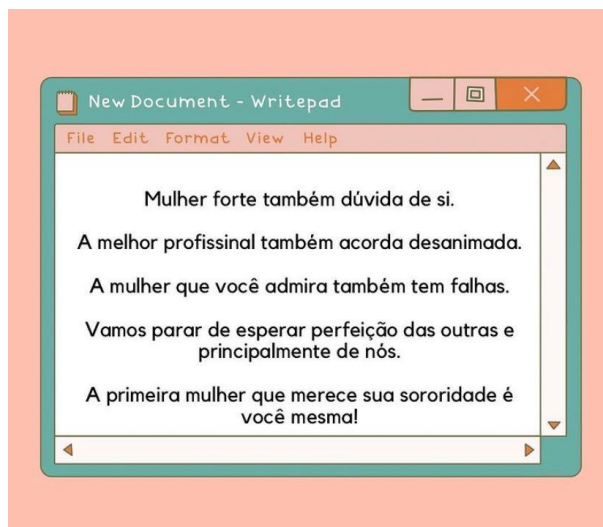 New Document - Writepad
File Edit Format View Help
Mulher forte também dúvida de si.
A melhor profissinal também acorda desanimada.
A mulher que você admira também tem falhas.
Vamos parar de esperar perfeição das outras e
principalmente de nós.
A primeira mulher que merece sua sororidade é
você mesma!